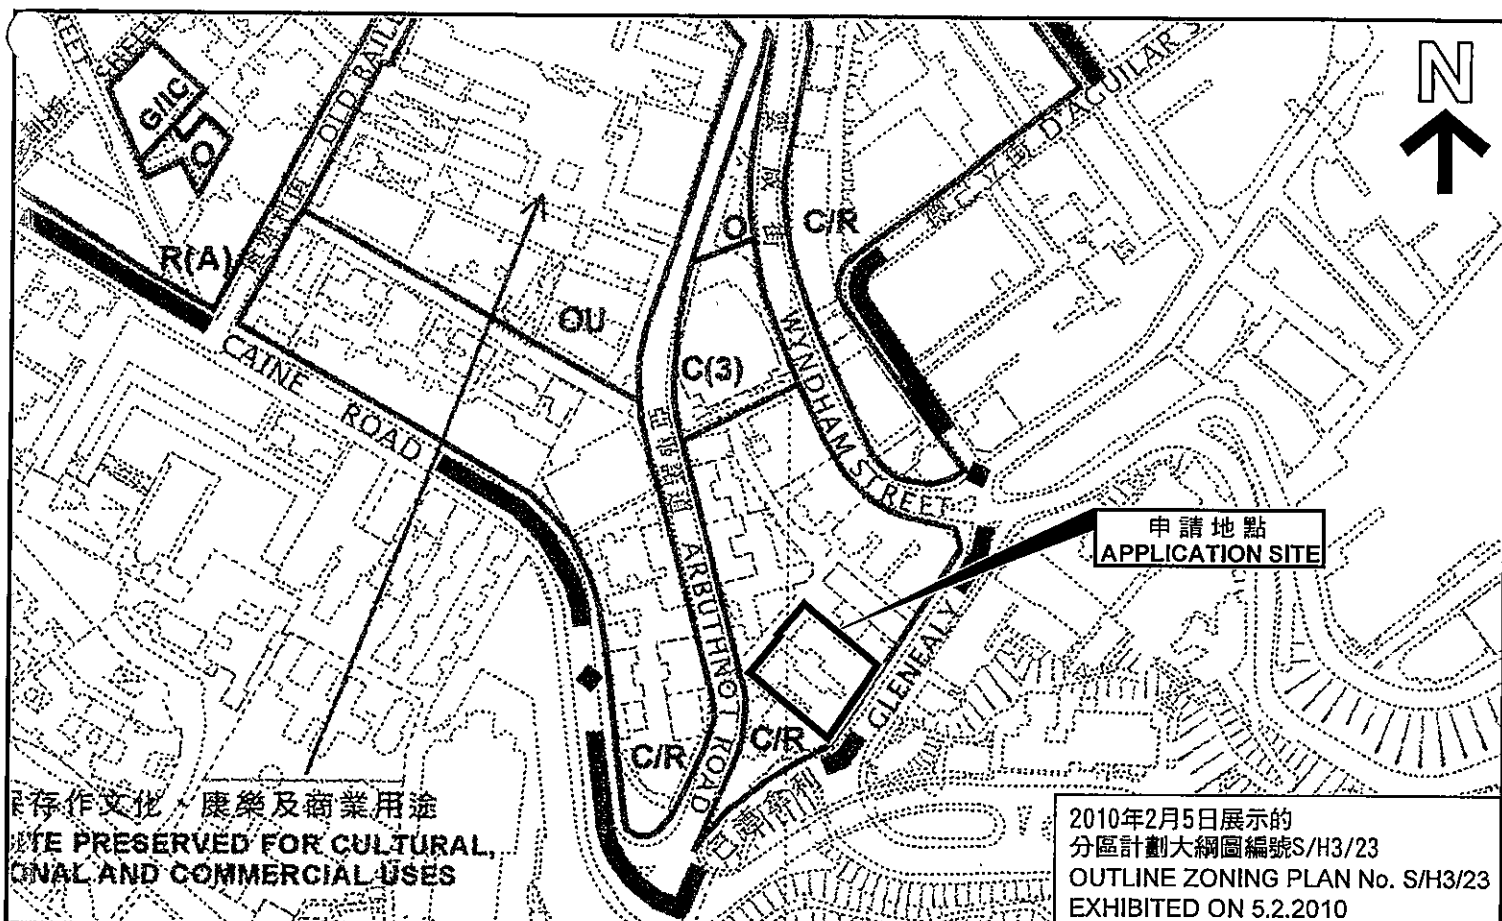 OLD BAIL
D'AGUILAR S
N
G/IC
O
R(A)
O
C/R
OU
CAINE ROAD
C(3)
WYNDHAM STREET
ARBUTHNOT ROAD
申請地點
APPLICATION SITE
GLENEALY
C/R
C/R
存作文化、康樂及商業用途
ITE PRESERVED FOR CULTURAL,
ONAL AND COMMERCIAL USES
2010年2月5日展示的
分區計劃大綱圖編號S/H3/23
OUTLINE ZONING PLAN No. S/H3/23
EXHIBITED ON 5.2.2010